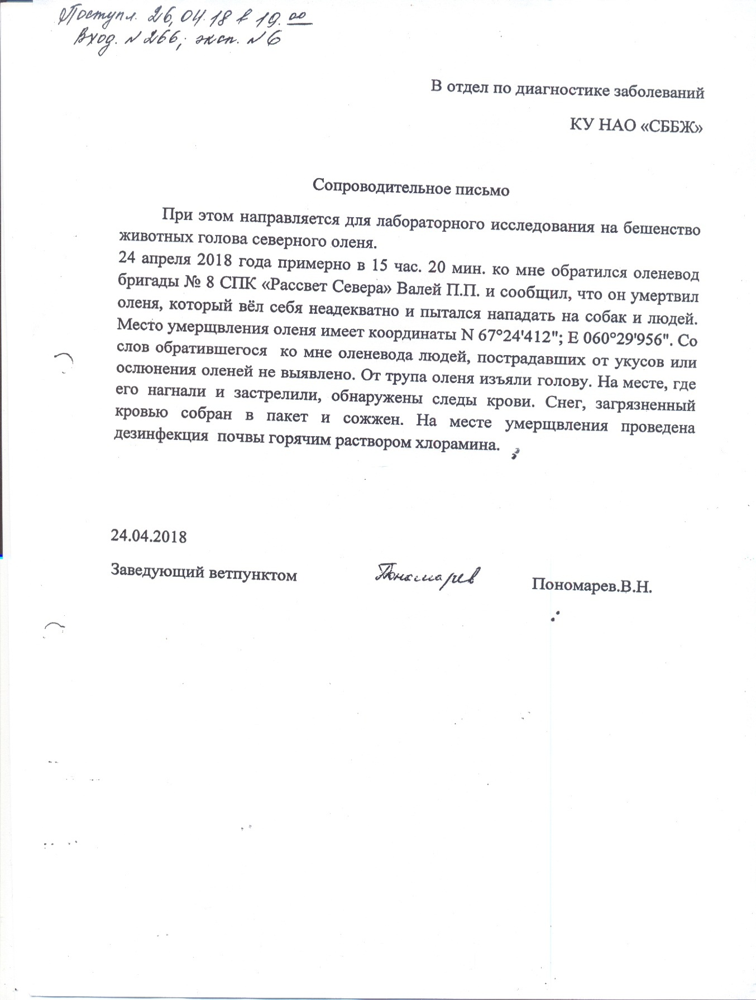 Поступл. 26.04.18 в 19.00
Вход. N 266; эксп. N 6
В отдел по диагностике заболеваний
КУ НАО «СББЖ»
Сопроводительное письмо
При этом направляется для лабораторного исследования на бешенство
животных голова северного оленя.
24 апреля 2018 года примерно в 15 час. 20 мин. ко мне обратился оленевод
бригады № 8 СПК «Рассвет Севера» Валей П.П. и сообщил, что он умертвил
оленя, который вёл себя неадекватно и пытался нападать на собак и людей.
Место умерщвления оленя имеет координаты N 67°24'412"; E 060°29'956". Со
слов обратившегося ко мне оленевода людей, пострадавших от укусов или
ослюнения оленей не выявлено. От трупа оленя изъяли голову. На месте, где
его нагнали и застрелили, обнаружены следы крови. Снег, загрязненный
кровью собран в пакет и сожжен. На месте умерщвления проведена
дезинфекция почвы горячим раствором хлорамина.
24.04.2018
Заведующий ветпунктом Пономарев Пономарев.В.Н.